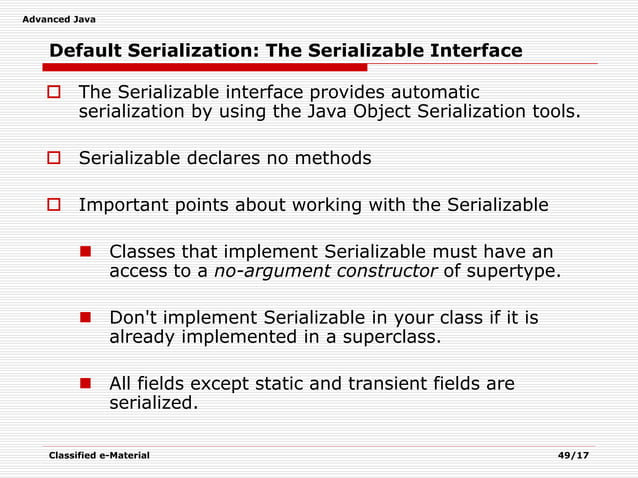 Advanced Java
Default Serialization: The Serializable Interface
The Serializable interface provides automatic
serialization by using the Java Object Serialization tools.
Serializable declares no methods
Important points about working with the Serializable
Classes that implement Serializable must have an
access to a no-argument constructor of supertype.
Don't implement Serializable in your class if it is
already implemented in a superclass.
All fields except static and transient fields are
serialized.
Classified e-Material
49/17